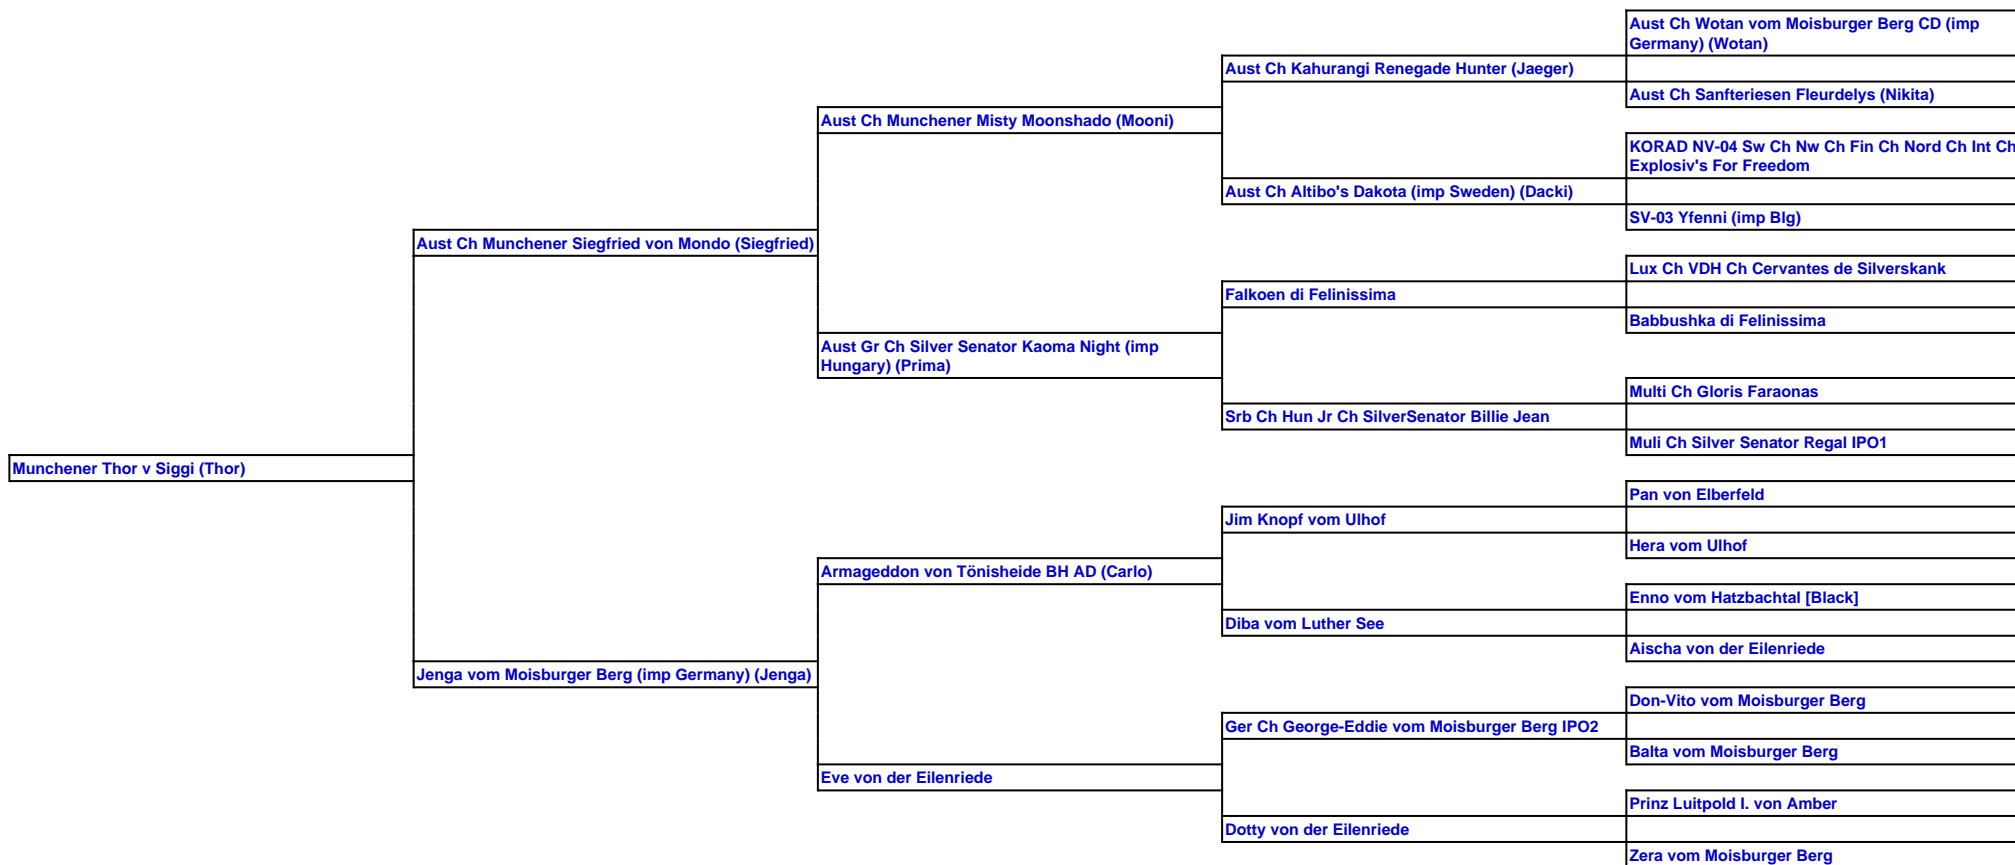 Aust Ch Wotan vom Moisburger Berg CD (imp
Germany) (Wotan)
Aust Ch Kahurangi Renegade Hunter (Jaeger)
Aust Ch Sanfteriesen Fleurdelys (Nikita)
Aust Ch Munchener Misty Moonshado (Mooni)
KORAD NV-04 Sw Ch Nw Ch Fin Ch Nord Ch Int Ch
Explosiv's For Freedom
Aust Ch Altibo's Dakota (imp Sweden) (Dacki)
SV-03 Yfenni (imp Blg)
Aust Ch Munchener Siegfried von Mondo (Siegfried)
Lux Ch VDH Ch Cervantes de Silverskank
Falkoen di Felinissima
Babbushka di Felinissima
Aust Gr Ch Silver Senator Kaoma Night (imp
Hungary) (Prima)
Multi Ch Gloris Faraonas
Srb Ch Hun Jr Ch SilverSenator Billie Jean
Muli Ch Silver Senator Regal IPO1
Munchener Thor v Siggi (Thor)
Pan von Elberfeld
Jim Knopf vom Ulhof
Hera vom Ulhof
Armageddon von Tönisheide BH AD (Carlo)
Enno vom Hatzbachtal [Black]
Diba vom Luther See
Aischa von der Eilenriede
Jenga vom Moisburger Berg (imp Germany) (Jenga)
Don-Vito vom Moisburger Berg
Ger Ch George-Eddie vom Moisburger Berg IPO2
Balta vom Moisburger Berg
Eve von der Eilenriede
Prinz Luitpold I. von Amber
Dotty von der Eilenriede
Zera vom Moisburger Berg